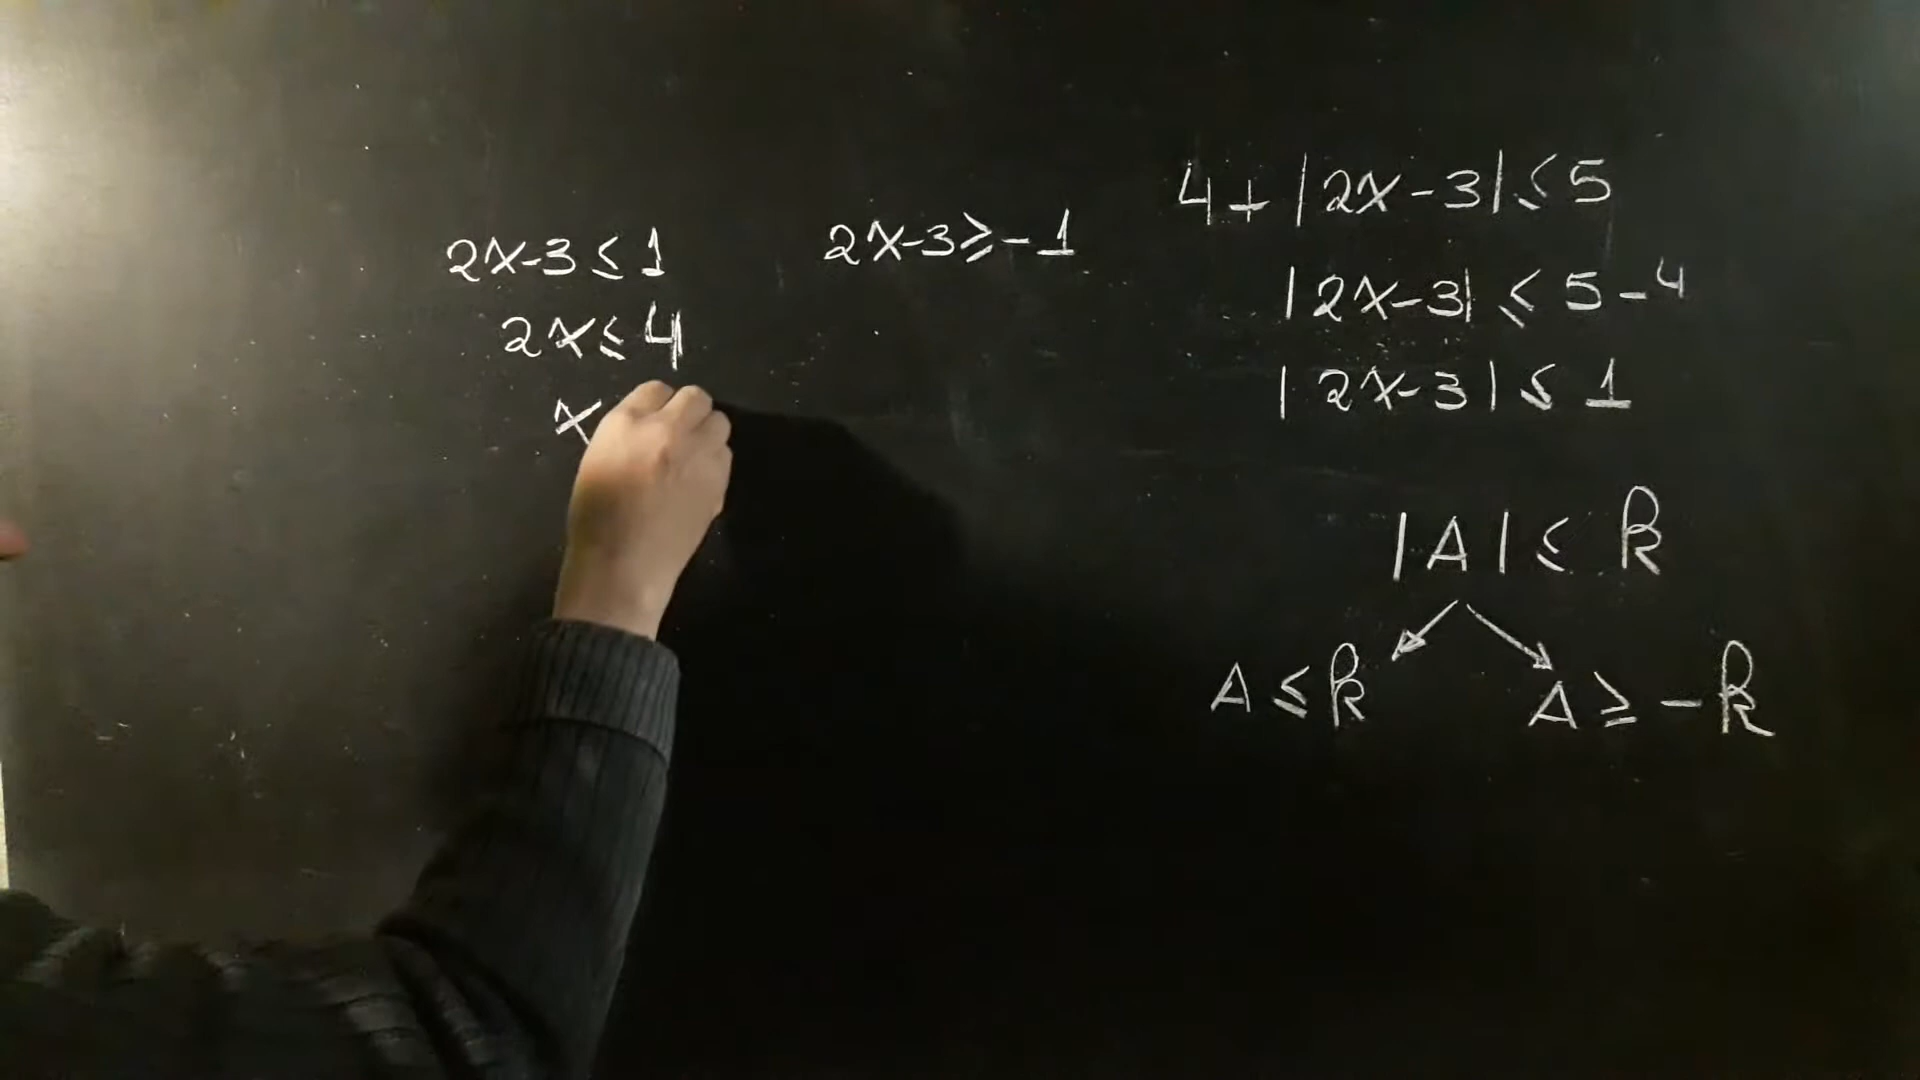 4+|2x-3|≤5
|2x-3|≤5-4
|2x-3|≤1
|A|≤k
A≤k A≥-k
2x-3≤1 2x-3≥-1
2x≤4
x